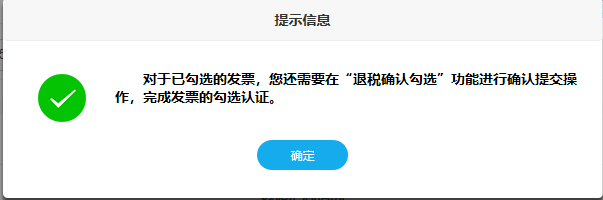 提示信息
对于已勾选的发票，您还需要在“退税确认勾选”功能进行确认提交操
作，完成发票的勾选认证。
确定